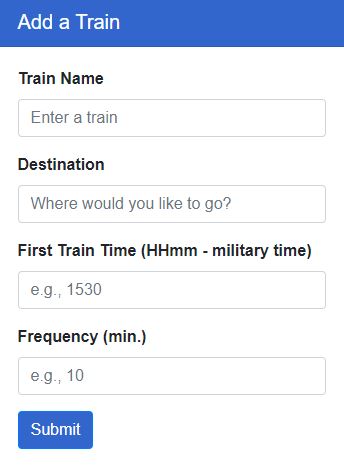 Add a Train
Train Name
Enter a train
Destination
Where would you like to go?
First Train Time (HHmm - military time)
e.g., 1530
Frequency (min.)
e.g., 10
Submit